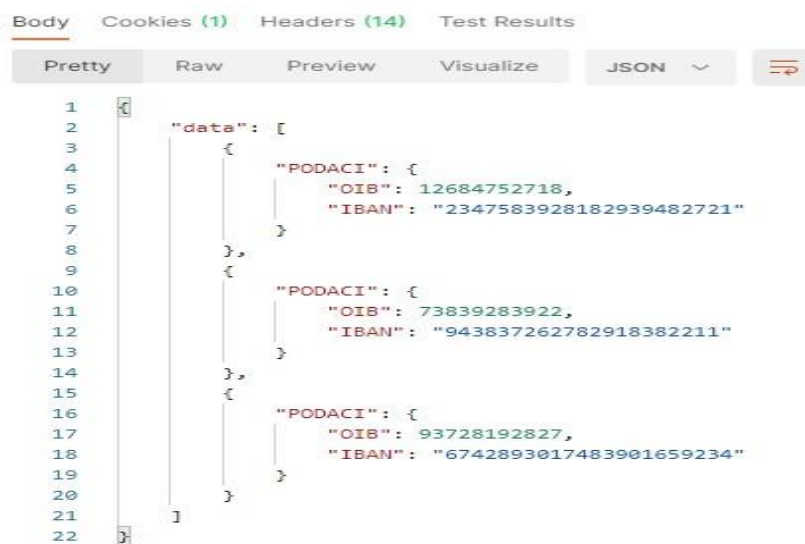 Body Cookies (1) Headers (14) Test Results
Pretty Raw Preview Visualize JSON
1 {
2 "data": [
3 {
4 "PODACI": {
5 "OIB": 12684752718,
6 "IBAN": "2347583928182939482721"
7 }
8 },
9 {
10 "PODACI": {
11 "OIB": 73839283922,
12 "IBAN": "943837262782918382211"
13 }
14 },
15 {
16 "PODACI": {
17 "OIB": 93728192827,
18 "IBAN": "6742893017483901659234"
19 }
20 }
21 ]
22 }